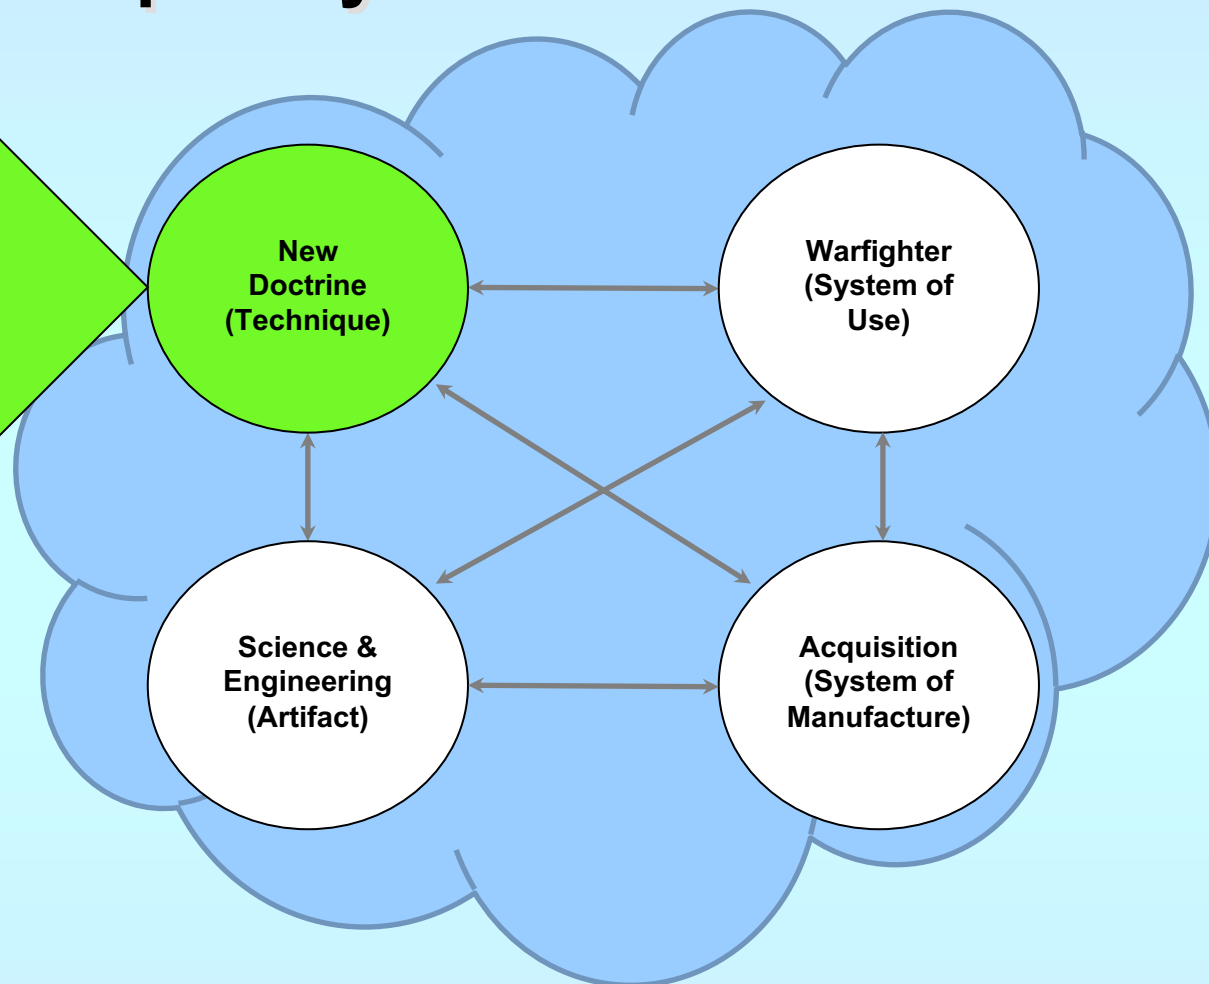 New
Doctrine
(Technique)
Warfighter
(System of
Use)
Science &
Engineering
(Artifact)
Acquisition
(System of
Manufacture)